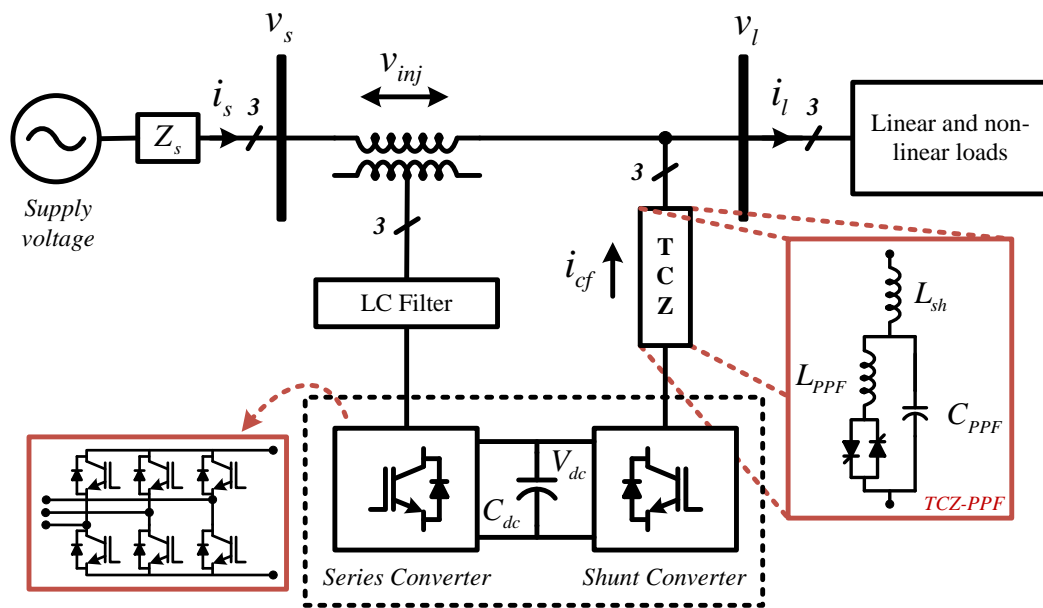 v_s
v_l
v_inj
i_s
3
i_l
3
Z_s
Linear and non-
linear loads
Supply
voltage
3
3
T
C
Z
i_cf
LC Filter
L_sh
L_PPF
C_PPF
TCZ-PPF
V_dc
C_dc
Series Converter
Shunt Converter